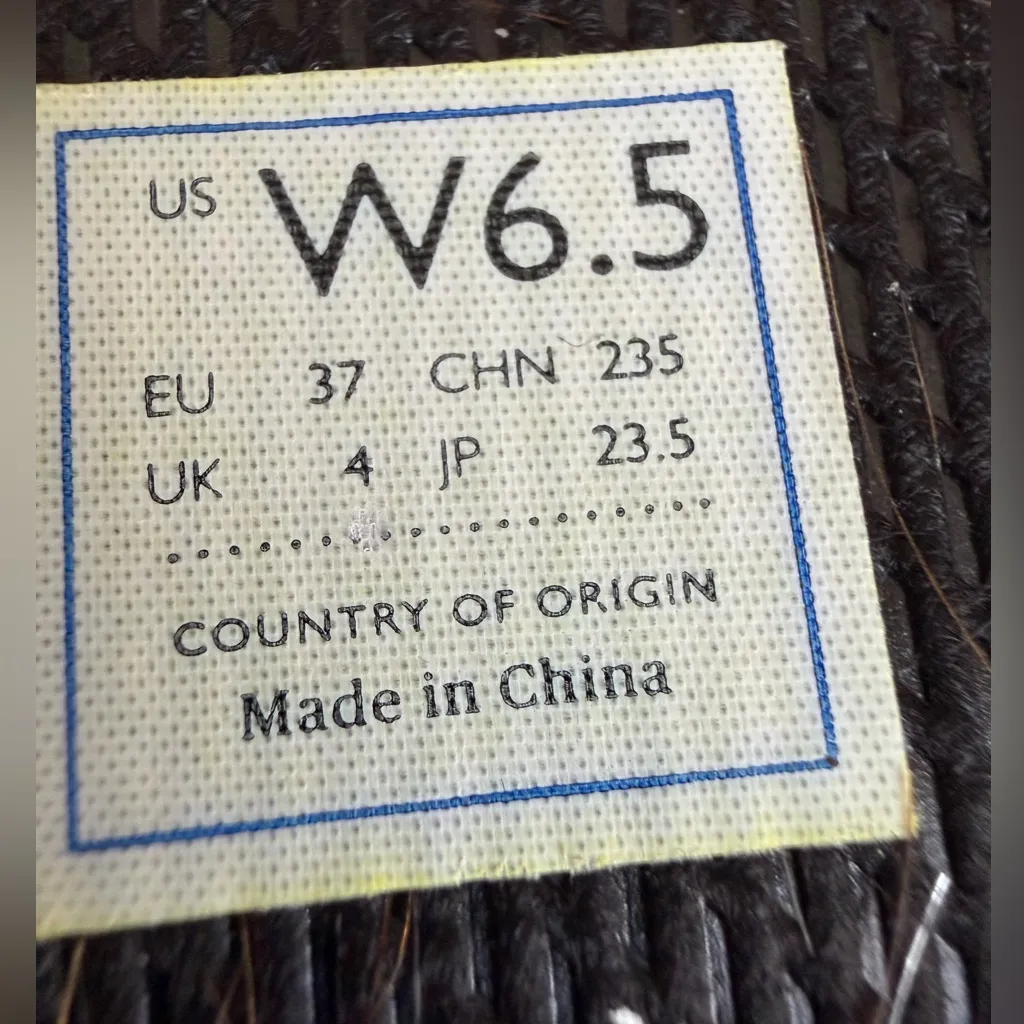 US W6.5
EU 37 CHN 235
UK 4 JP 23.5
COUNTRY OF ORIGIN
Made in China